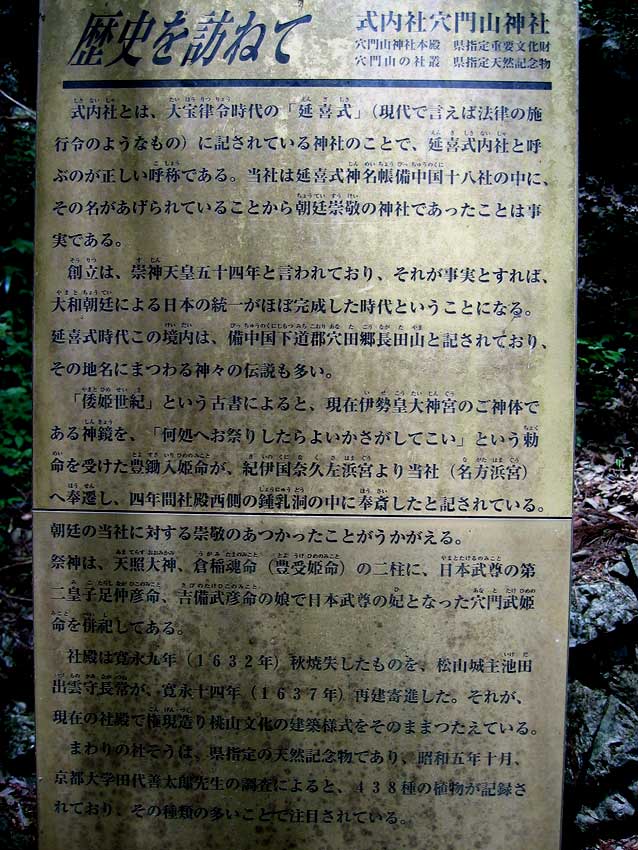 歴史を訪ねて
式内社穴門山神社
穴門山神社本殿　県指定重要文化財
穴門山の社叢　県指定天然記念物
式内社とは、大宝律令時代の「延喜式」（現代で言えば法律の施
行令のようなもの）に記されている神社のことで、延喜式内社と呼
ぶのが正しい呼称である。当社は延喜式神名帳備中国十八社の中に、
その名があげられていることから朝廷崇敬の神社であったことは事
実である。
創立は、崇神天皇五十四年と言われており、それが事実とすれば、
大和朝廷による日本の統一がほぼ完成した時代ということになる。
延喜式時代この境内は、備中国下道郡穴田郷長田山と記されており、
その地名にまつわる神々の伝説も多い。
「倭姫世紀」という古書によると、現在伊勢皇大神宮のご神体で
ある神鏡を、「何処へお祭りしたらよいかさがしてこい」という勅
命を受けた豊鋤入姫命が、紀伊国奈久左浜宮より当社（名方浜宮）
へ奉遷し、四年間社殿西側の鍾乳洞の中に奉斎したと記されている。
朝廷の当社に対する崇敬のあつかったことがうかがえる。
祭神は、天照大神、倉稲魂命（豊受姫命）の二柱に、日本武尊の第
二皇子足仲彦命、吉備武彦命の娘で日本武尊の妃となった穴門武姫
命を併祀してある。
社殿は寛永九年（1632年）秋焼失したものを、松山城主池田
出雲守長常が、寛永十四年（1637年）再建寄進した。それが、
現在の社殿で権現造り桃山文化の建築様式をそのままつたえている。
まわりの社そうは、県指定の天然記念物であり、昭和五年十月、
京都大学田代善太郎先生の調査によると、438種の植物が記録さ
れており、その種類の多いことで注目されている。